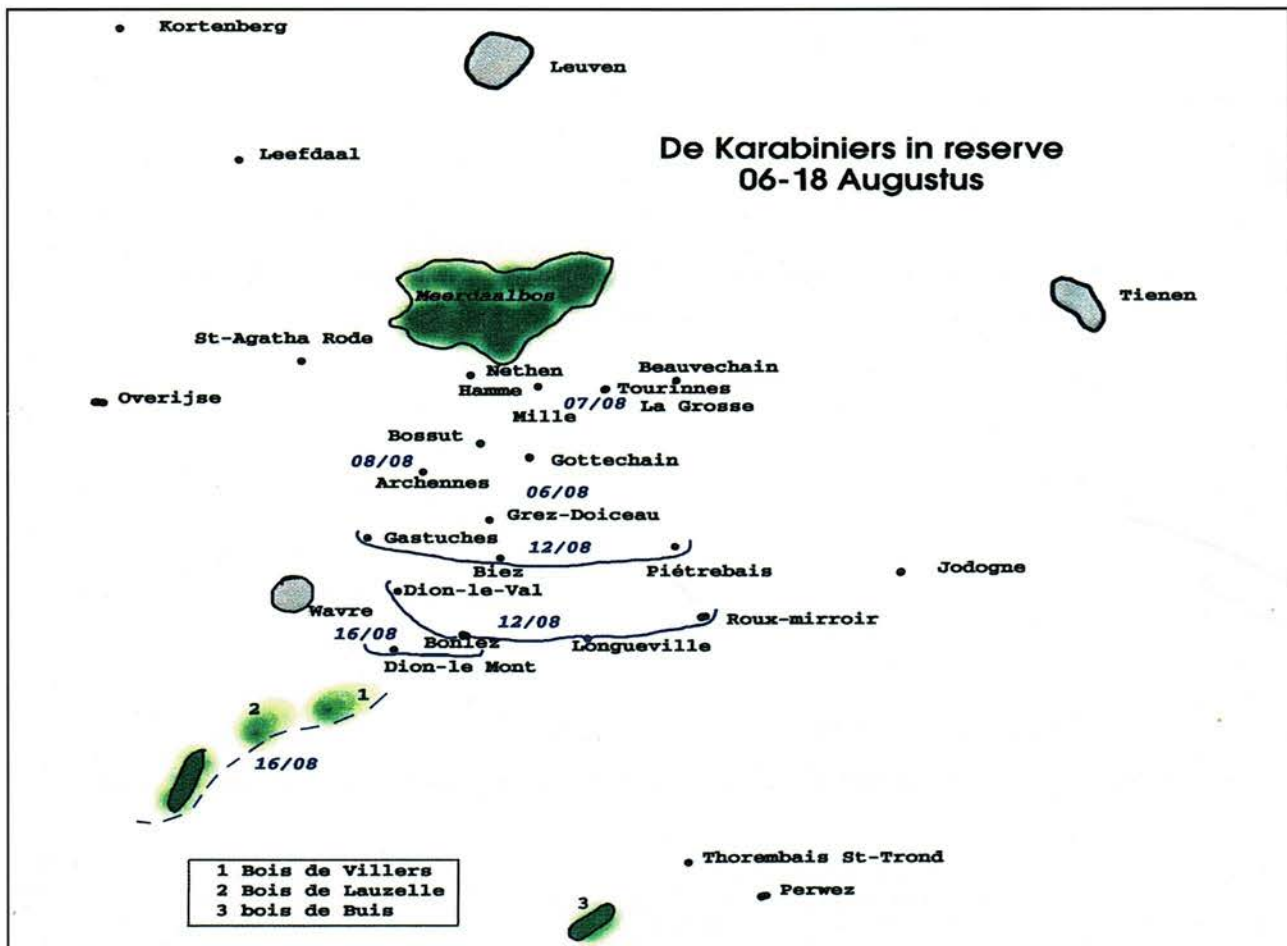 Kortenberg
Leuven
Leefdaal
De Karabiniers in reserve
06-18 Augustus
Meerdaalbos
Tienen
St-Agatha Rode
Nethen
Beauvechain
Hamme
Tourinnes
Overijse
07/08
La Grosse
Mille
Bossut
08/08
Gottechain
Archennes
06/08
Grez-Doiceau
Gastuches
12/08
Biez
Piétrebais
Jodogne
Dion-le-Val
Wavre
12/08
Roux-mirroir
16/08
Bonlez
Longueville
Dion-le Mont
1
2
16/08
1 Bois de Villers
2 Bois de Lauzelle
3 bois de Buis
Thorembais St-Trond
Perwez
3